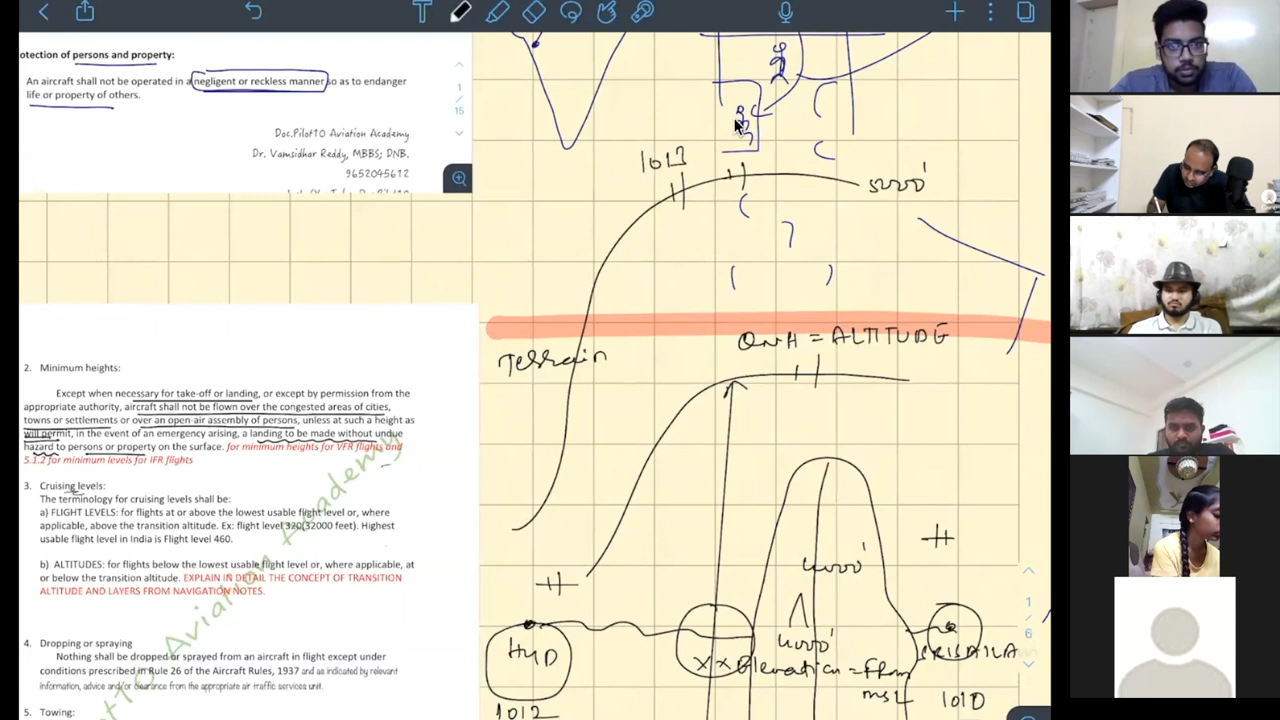 otection of persons and property:
An aircraft shall not be operated in a negligent or reckless manner so as to endanger
life or property of others.
1
/
15
Doc.Pilot10 Aviation Academy
Dr. Vamsidhar Reddy, MBBS; DNB.
9652045612
2. Minimum heights:
Except when necessary for take-off or landing, or except by permission from the
appropriate authority, aircraft shall not be flown over the congested areas of cities,
towns or settlements or over an open-air assembly of persons, unless at such a height as
will permit, in the event of an emergency arising, a landing to be made without undue
hazard to persons or property on the surface. for minimum heights for VFR flights and
5.1.2 for minimum levels for IFR flights
3. Cruising levels:
The terminology for cruising levels shall be:
a) FLIGHT LEVELS: for flights at or above the lowest usable flight level or, where
applicable, above the transition altitude. Ex: flight level 320(32000 feet). Highest
usable flight level in India is Flight level 460.
b) ALTITUDES: for flights below the lowest usable flight level or, where applicable, at
or below the transition altitude. EXPLAIN IN DETAIL THE CONCEPT OF TRANSITION
ALTITUDE AND LAYERS FROM NAVIGATION NOTES.
4. Dropping or spraying
Nothing shall be dropped or sprayed from an aircraft in flight except under
conditions prescribed in Rule 26 of the Aircraft Rules, 1937 and as indicated by relevant
information, advice and/or clearance from the appropriate air traffic services unit.
5. Towing:
Aviation Academy
1013
5000'
Terrain
QNH = ALTITUDE
4000'
4000'
HYD
1012
XX Elevation = from
msl
1010
1
/
6